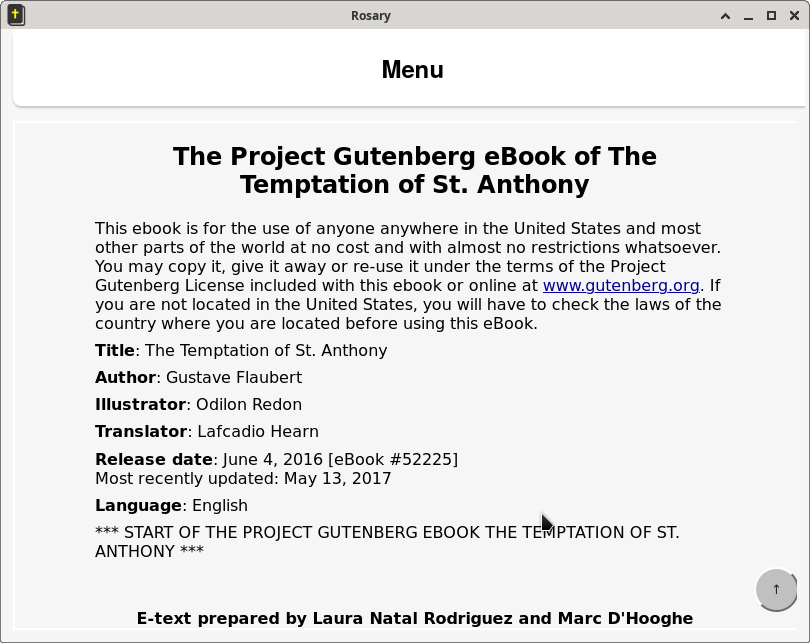 Rosary
Menu
The Project Gutenberg eBook of The
Temptation of St. Anthony
This ebook is for the use of anyone anywhere in the United States and most
other parts of the world at no cost and with almost no restrictions whatsoever.
You may copy it, give it away or re-use it under the terms of the Project
Gutenberg License included with this ebook or online at www.gutenberg.org. If
you are not located in the United States, you will have to check the laws of the
country where you are located before using this eBook.
Title: The Temptation of St. Anthony
Author: Gustave Flaubert
Illustrator: Odilon Redon
Translator: Lafcadio Hearn
Release date: June 4, 2016 [eBook #52225]
Most recently updated: May 13, 2017
Language: English
*** START OF THE PROJECT GUTENBERG EBOOK THE TEMPTATION OF ST.
ANTHONY ***
↑
E-text prepared by Laura Natal Rodriguez and Marc D'Hooghe